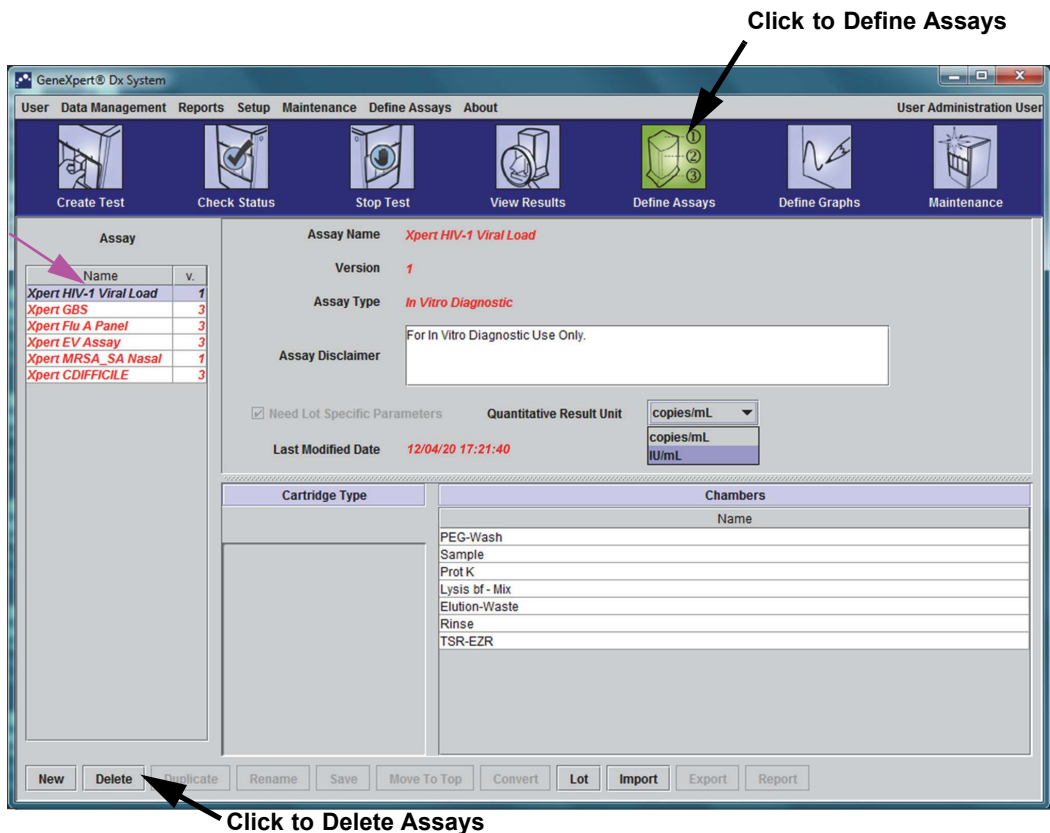 Click to Define Assays
GeneXpert® Dx System
User Data Management Reports Setup Maintenance Define Assays About User Administration User
① ② ③
Create Test Check Status Stop Test View Results Define Assays Define Graphs Maintenance
Assay
Name v.
Xpert HIV-1 Viral Load 1
Xpert GBS 3
Xpert Flu A Panel 3
Xpert EV Assay 3
Xpert MRSA_SA Nasal 1
Xpert CDIFFICILE 3
Assay Name Xpert HIV-1 Viral Load
Version 1
Assay Type In Vitro Diagnostic
Assay Disclaimer For In Vitro Diagnostic Use Only.
Need Lot Specific Parameters Quantitative Result Unit copies/mL
copies/mL
IU/mL
Last Modified Date 12/04/20 17:21:40
Cartridge Type Chambers
Name
PEG-Wash
Sample
Prot K
Lysis bf - Mix
Elution-Waste
Rinse
TSR-EZR
New Delete Duplicate Rename Save Move To Top Convert Lot Import Export Report
Click to Delete Assays